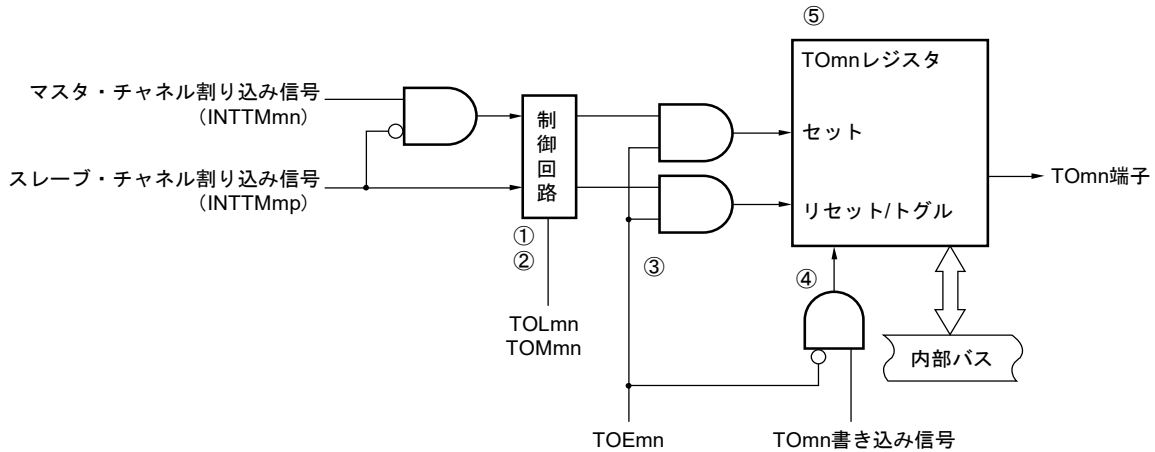 ⑤
TOmnレジスタ
マスタ・チャネル割り込み信号
(INTTMmn)
制御回路
セット
スレーブ・チャネル割り込み信号
(INTTMmp)
TOmn端子
リセット/トグル
①
②
③
④
TOLmn
TOMmn
内部バス
TOEmn
TOmn書き込み信号